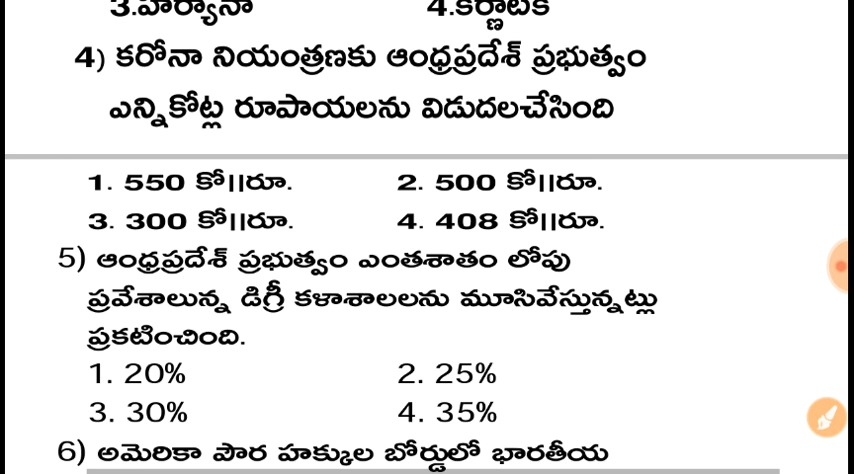 3.హర్యానా 4.కర్ణాటక
4) కరోనా నియంత్రణకు ఆంధ్రప్రదేశ్ ప్రభుత్వం
ఎన్నికోట్ల రూపాయలను విడుదలచేసింది
1. 550 కో||రూ. 2. 500 కో||రూ.
3. 300 కో||రూ. 4. 408 కో||రూ.
5) ఆంధ్రప్రదేశ్ ప్రభుత్వం ఎంతశాతం లోపు
ప్రవేశాలున్న డిగ్రీ కళాశాలలను మూసివేస్తున్నట్లు
ప్రకటించింది.
1. 20% 2. 25%
3. 30% 4. 35%
6) అమెరికా పౌర హక్కుల బోర్డులో భారతీయ